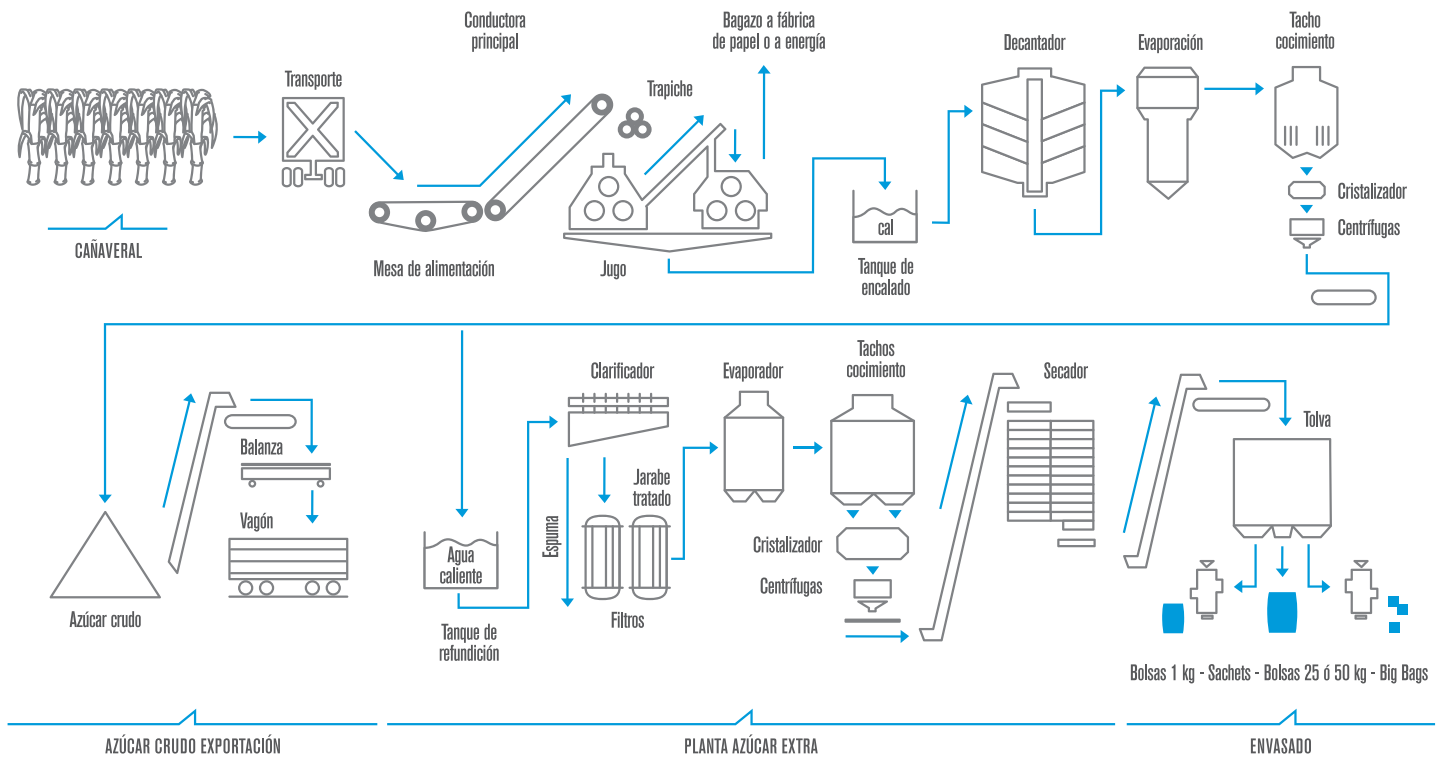 Conductora
principal
Bagazo a fábrica
de papel o a energía
Tacho
cocimiento
Decantador
Evaporación
Transporte
Trapiche
Cristalizador
Centrífugas
cal
CAÑAVERAL
Mesa de alimentación
Jugo
Tanque de
encalado
Clarificador
Evaporador
Tachos
cocimiento
Secador
Tolva
Balanza
Vagón
Jarabe
tratado
Espuma
Agua
caliente
Cristalizador
Centrífugas
Azúcar crudo
Tanque de
refundición
Filtros
Bolsas 1 kg - Sachets - Bolsas 25 ó 50 kg - Big Bags
AZÚCAR CRUDO EXPORTACIÓN
PLANTA AZÚCAR EXTRA
ENVASADO